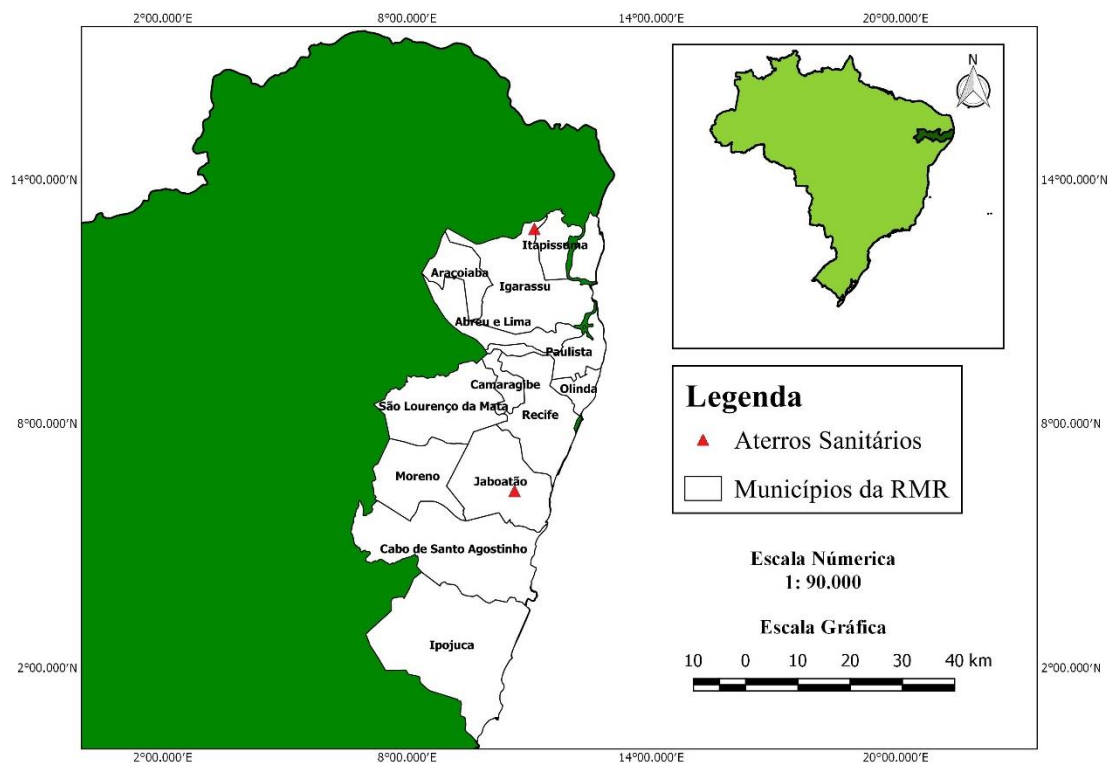 2°00.000'E
8°00.000'E
14°00.000'E
20°00.000'E
N
14°00.000'N
14°00.000'N
Itapissuma
Araçoiaba
Igarassu
Abreu e Lima
Paulista
Camaragibe
Olinda
São Lourenço da Mata
Recife
Moreno
Jaboatão
Cabo de Santo Agostinho
Ipojuca
Legenda
Aterros Sanitários
Municípios da RMR
8°00.000'N
8°00.000'N
Escala Númerica
1: 90.000
Escala Gráfica
10 0 10 20 30 40 km
2°00.000'N
2°00.000'N
2°00.000'E
8°00.000'E
14°00.000'E
20°00.000'E